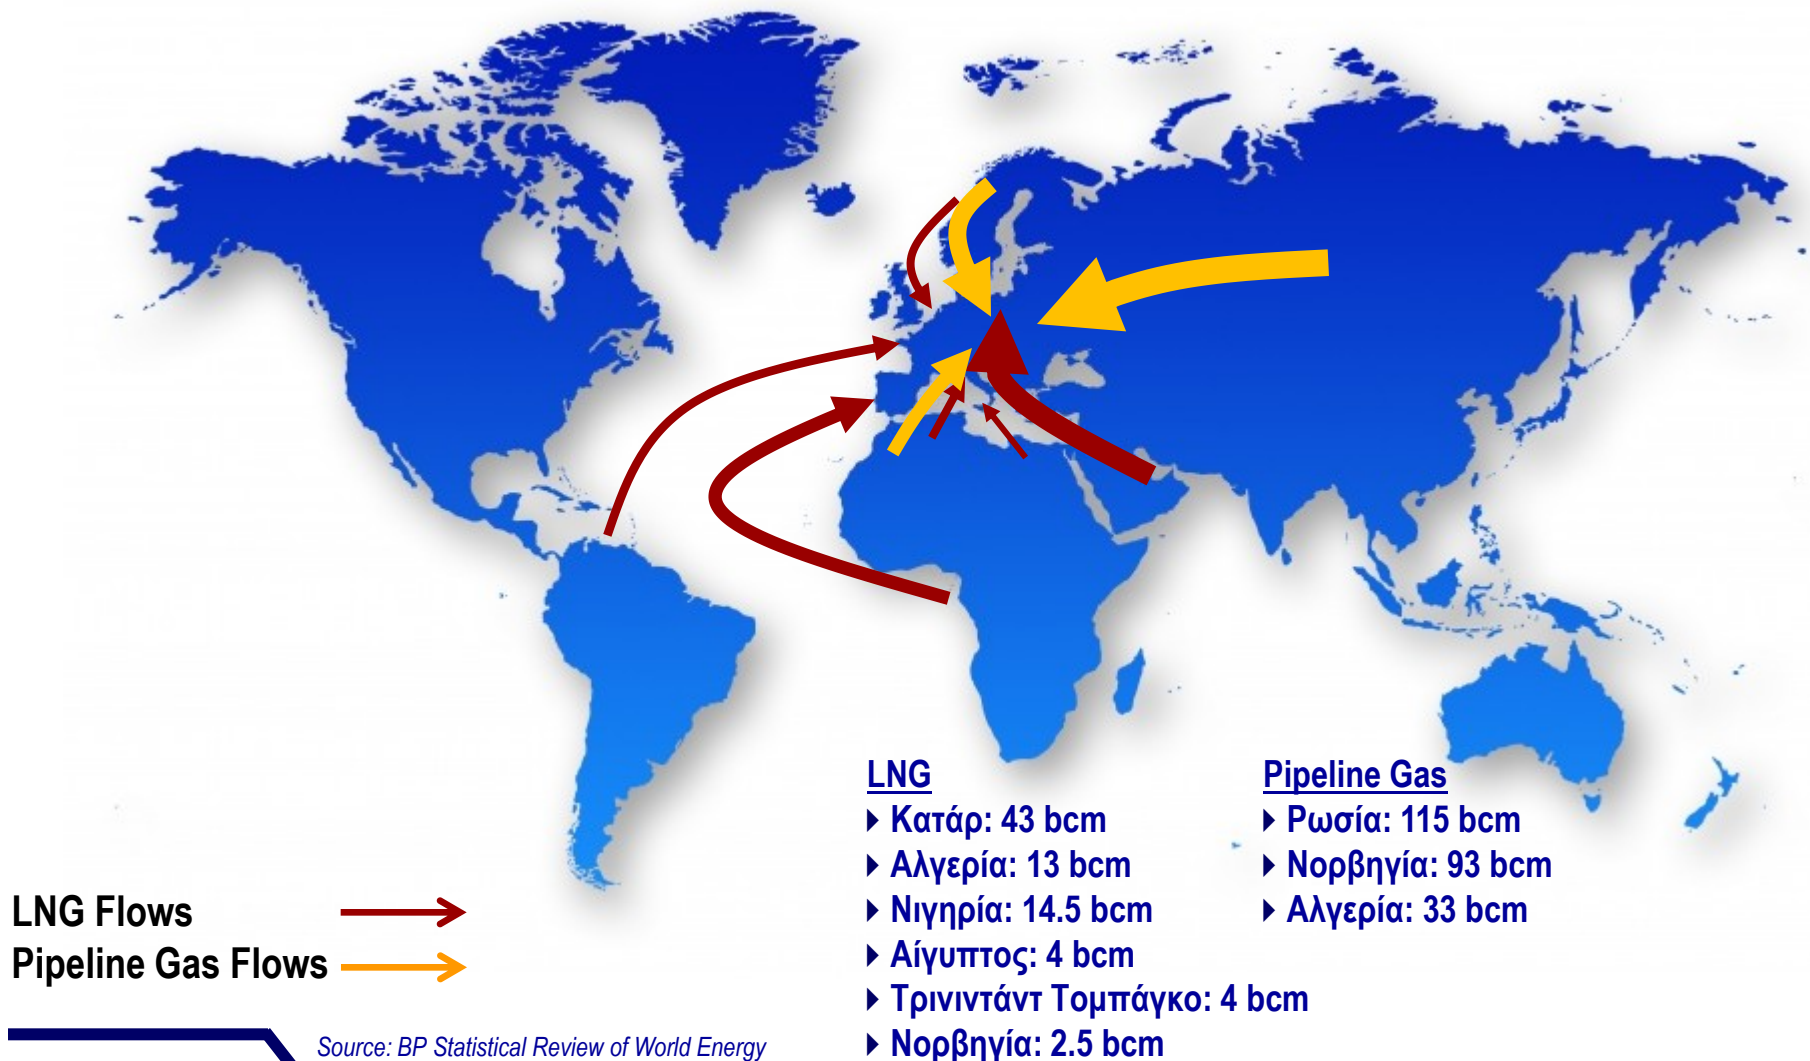 LNG
Κατάρ: 43 bcm
Αλγερία: 13 bcm
Νιγηρία: 14.5 bcm
Αίγυπτος: 4 bcm
Τρινιντάντ Τομπάγκο: 4 bcm
Νορβηγία: 2.5 bcm
Pipeline Gas
Ρωσία: 115 bcm
Νορβηγία: 93 bcm
Αλγερία: 33 bcm
LNG Flows
Pipeline Gas Flows
Source: BP Statistical Review of World Energy